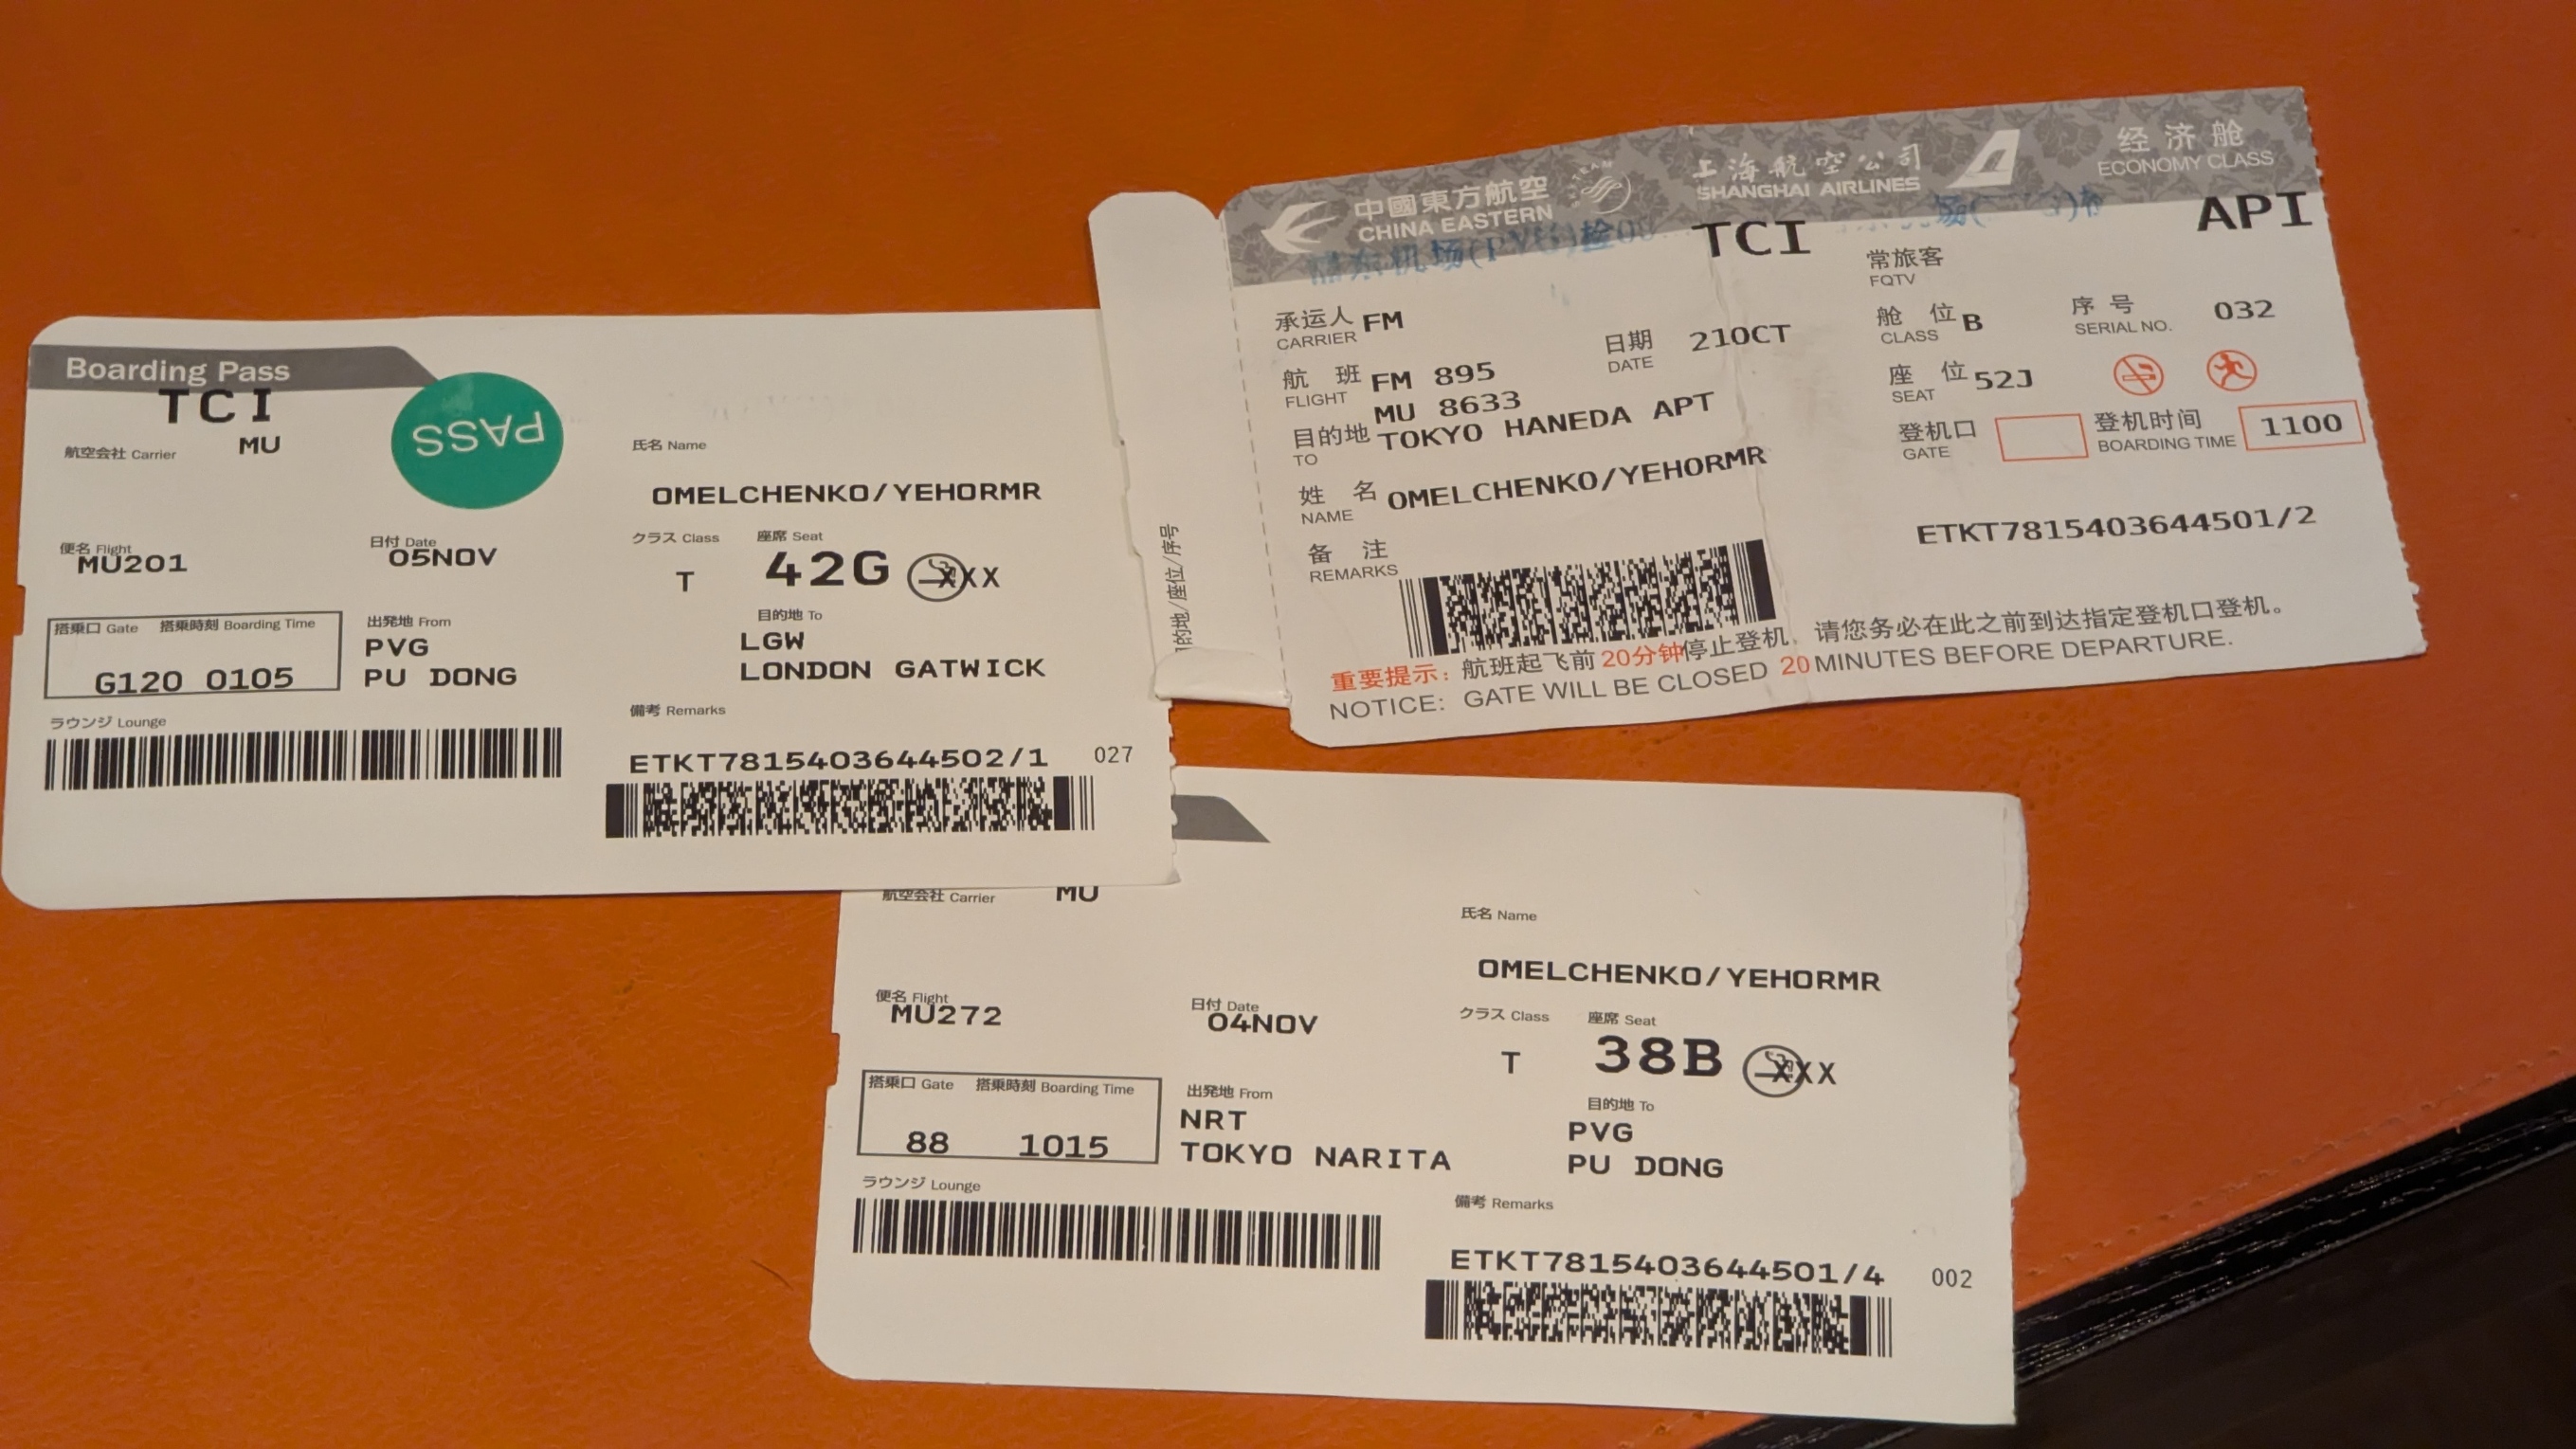 Boarding Pass
TCI
PASS
航空会社 Carrier MU
氏名 Name
OMELCHENKO/YEHORMR
便名 Flight
MU201
日付 Date
05NOV
クラス Class
T
座席 Seat
42G XXX
搭乗口 Gate 搭乗時刻 Boarding Time
G120 0105
出発地 From
PVG
PU DONG
目的地 To
LGW
LONDON GATWICK
ラウンジ Lounge
備考 Remarks
ETKT7815403644502/1 027
地/座位/序号
中國東方航空
CHINA EASTERN
上海航空公司
SHANGHAI AIRLINES
经济舱
ECONOMY CLASS
机场(PVG)检
TCI
API
承运人 FM
CARRIER
日期 21OCT
DATE
航班 FM 895
FLIGHT
MU 8633
目的地 TOKYO HANEDA APT
TO
姓名 OMELCHENKO/YEHORMR
NAME
备注
REMARKS
常旅客
FQTV
舱位 B
CLASS
序号 032
SERIAL NO.
座位 52J
SEAT
登机口
GATE
登机时间 1100
BOARDING TIME
ETKT7815403644501/2
重要提示：航班起飞前20分钟停止登机，请您务必在此之前到达指定登机口登机。
NOTICE: GATE WILL BE CLOSED 20 MINUTES BEFORE DEPARTURE.
航空会社 Carrier MU
氏名 Name
OMELCHENKO/YEHORMR
便名 Flight
MU272
日付 Date
04NOV
クラス Class
T
座席 Seat
38B XXX
搭乗口 Gate 搭乗時刻 Boarding Time
88 1015
出発地 From
NRT
TOKYO NARITA
目的地 To
PVG
PU DONG
ラウンジ Lounge
備考 Remarks
ETKT7815403644501/4 002